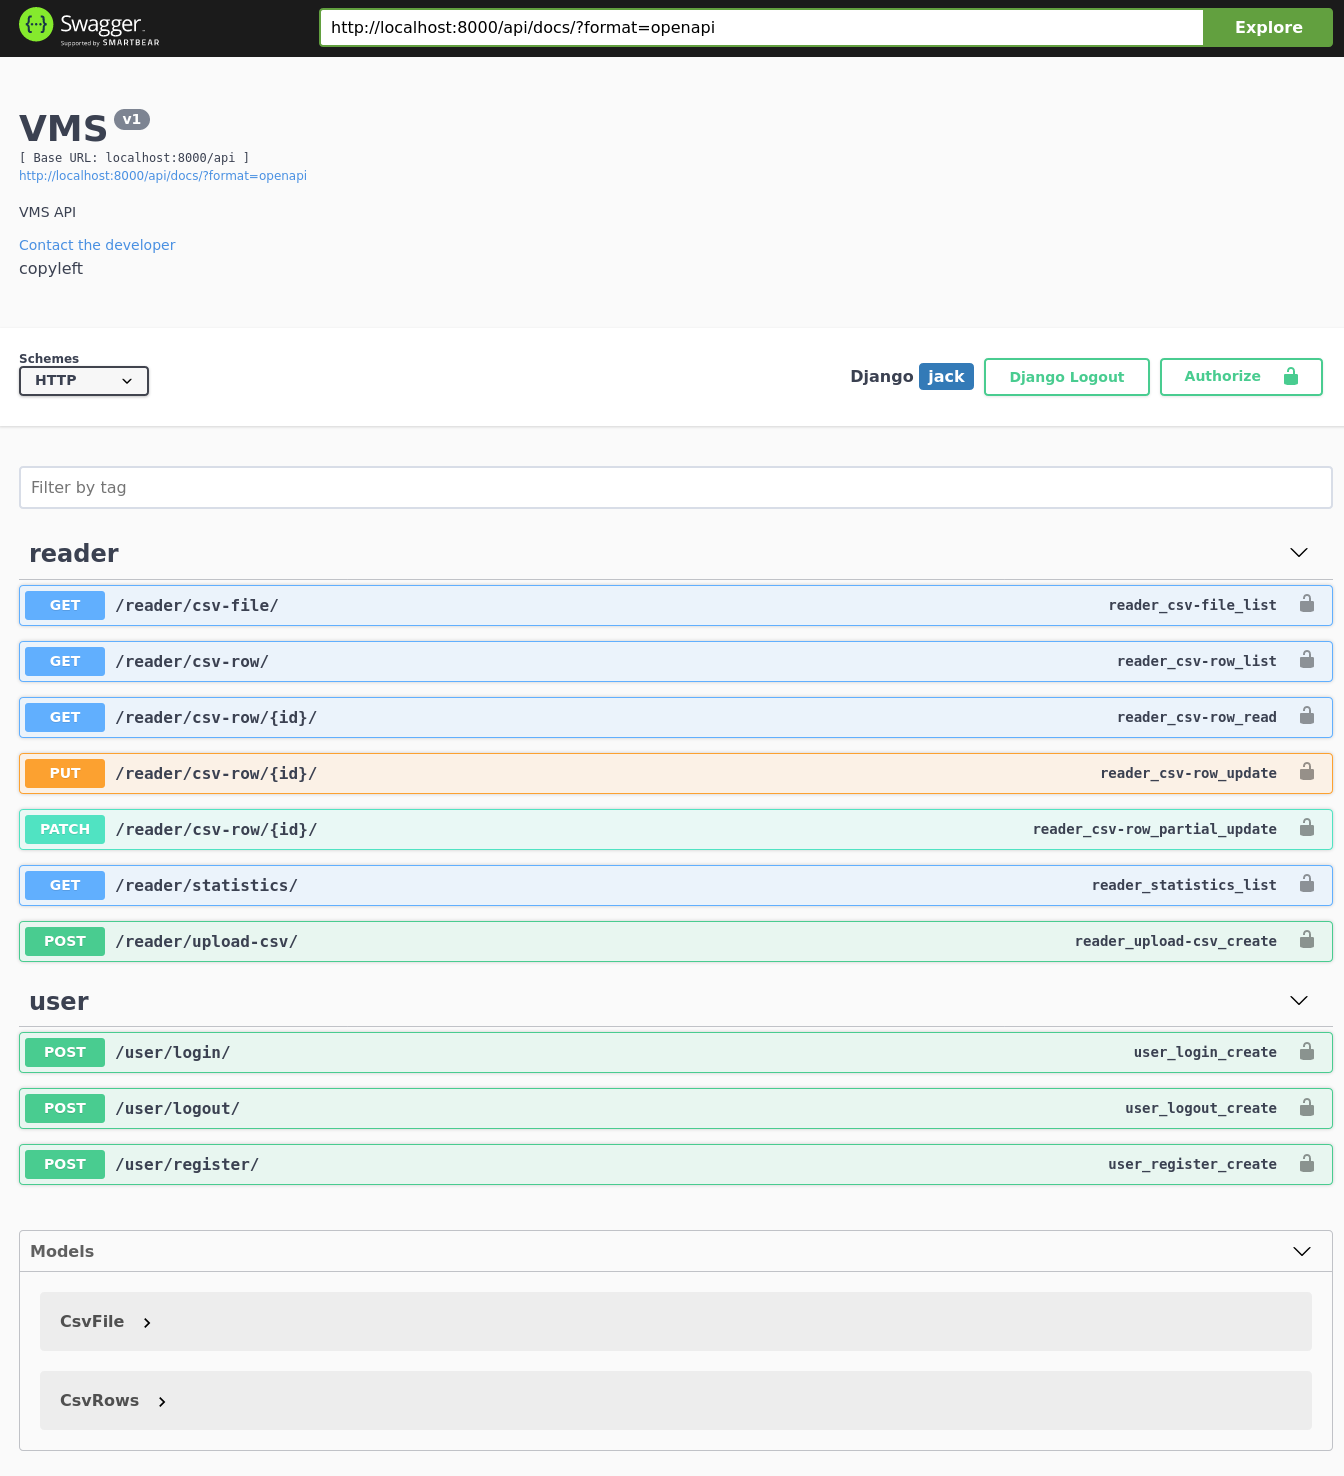 Swagger.
Supported by SMARTBEAR
http://localhost:8000/api/docs/?format=openapi
Explore
VMS v1
[ Base URL: localhost:8000/api ]
http://localhost:8000/api/docs/?format=openapi
VMS API
Contact the developer
copyleft
Schemes
HTTP
Django jack
Django Logout
Authorize
Filter by tag
reader
GET /reader/csv-file/ reader_csv-file_list
GET /reader/csv-row/ reader_csv-row_list
GET /reader/csv-row/{id}/ reader_csv-row_read
PUT /reader/csv-row/{id}/ reader_csv-row_update
PATCH /reader/csv-row/{id}/ reader_csv-row_partial_update
GET /reader/statistics/ reader_statistics_list
POST /reader/upload-csv/ reader_upload-csv_create
user
POST /user/login/ user_login_create
POST /user/logout/ user_logout_create
POST /user/register/ user_register_create
Models
CsvFile
CsvRows